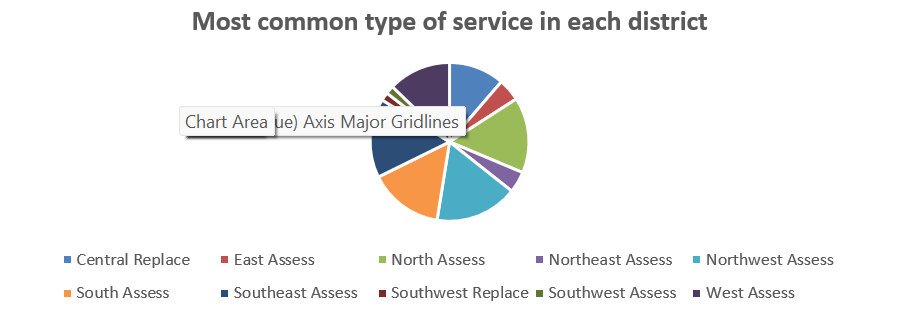 Most common type of service in each district
Chart Area ue) Axis Major Gridlines
Central Replace East Assess North Assess Northeast Assess Northwest Assess
South Assess Southeast Assess Southwest Replace Southwest Assess West Assess